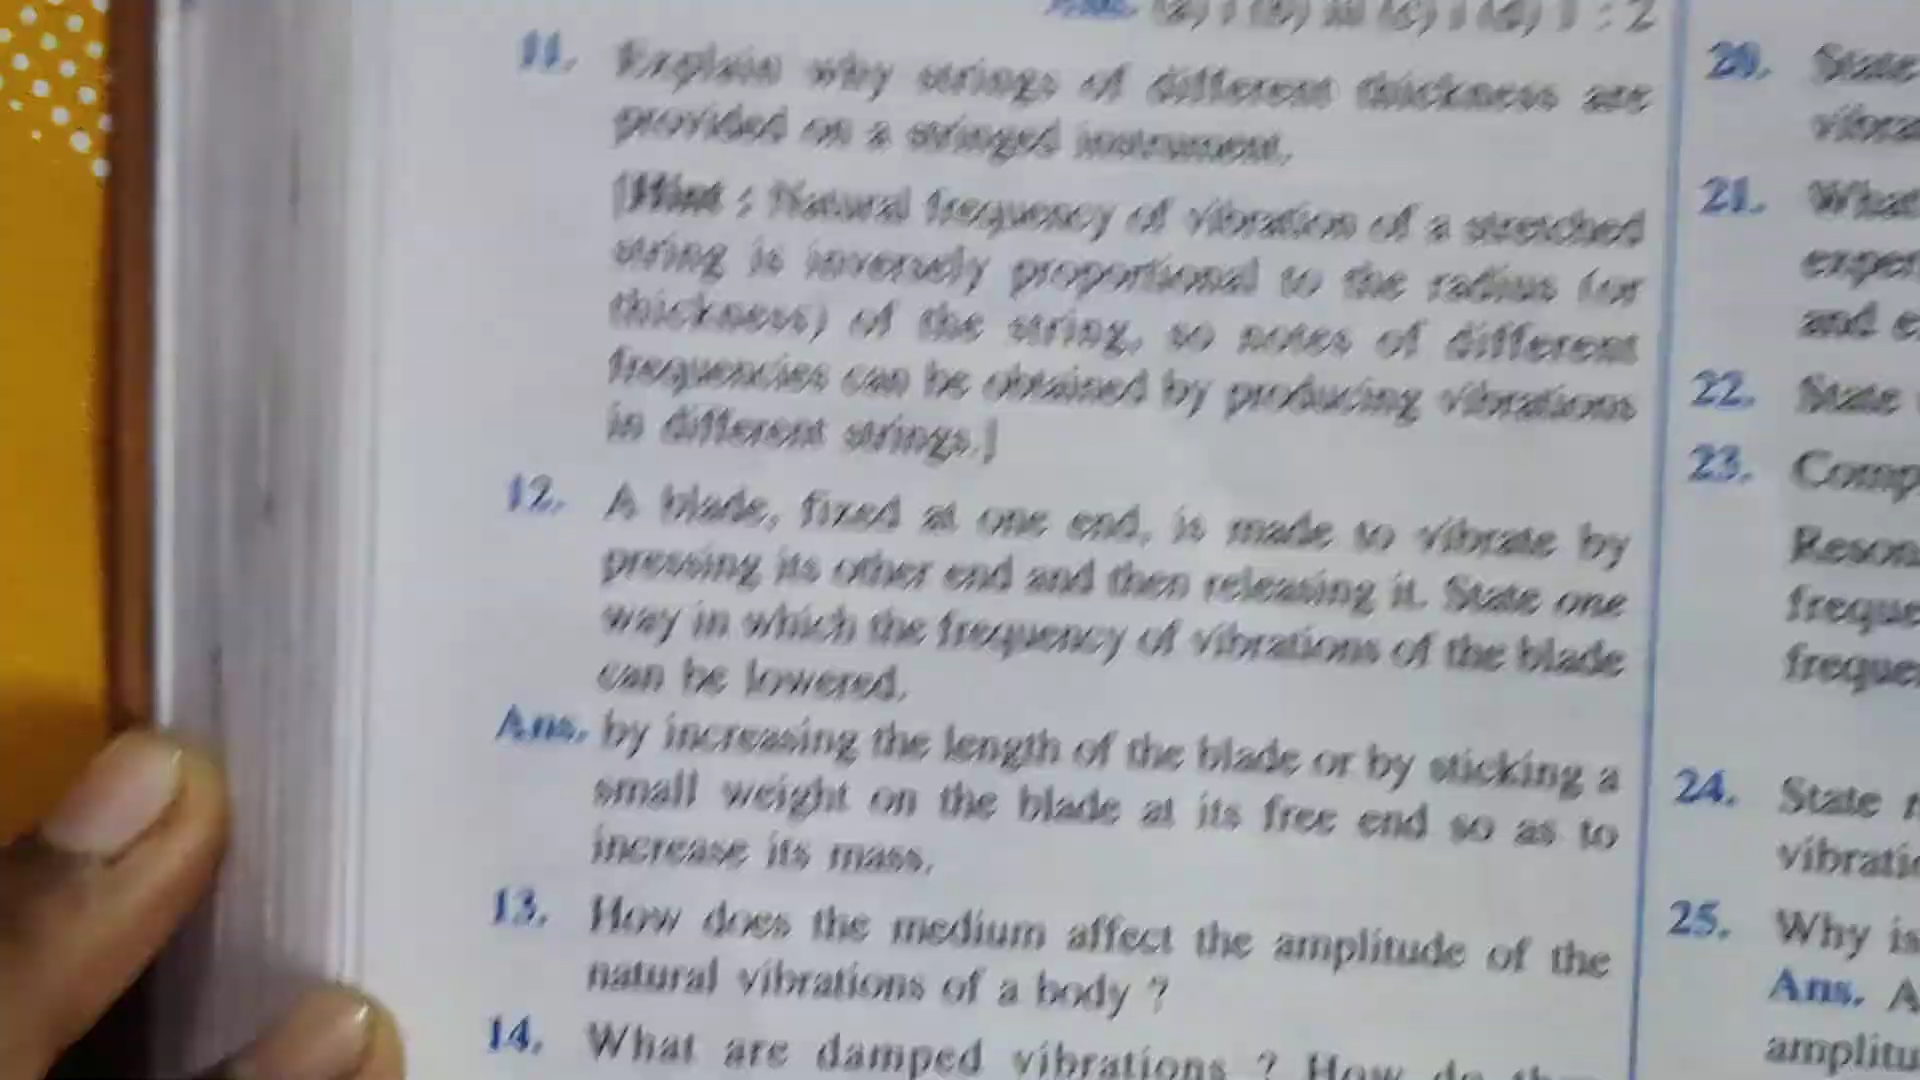 11. Explain why strings of different thickness are
provided on a stringed instrument.
[Hint : Natural frequency of vibration of a stretched
string is inversely proportional to the radius (or
thickness) of the string, so notes of different
frequencies can be obtained by producing vibrations
in different strings.]
12. A blade, fixed at one end, is made to vibrate by
pressing its other end and then releasing it. State one
way in which the frequency of vibrations of the blade
can be lowered.
Ans. by increasing the length of the blade or by sticking a
small weight on the blade at its free end so as to
increase its mass.
13. How does the medium affect the amplitude of the
natural vibrations of a body ?
14. What are damped vibrations ? How do
20. State
21. What
and
22. State
23.
24. State
25. Why is
Ans. A